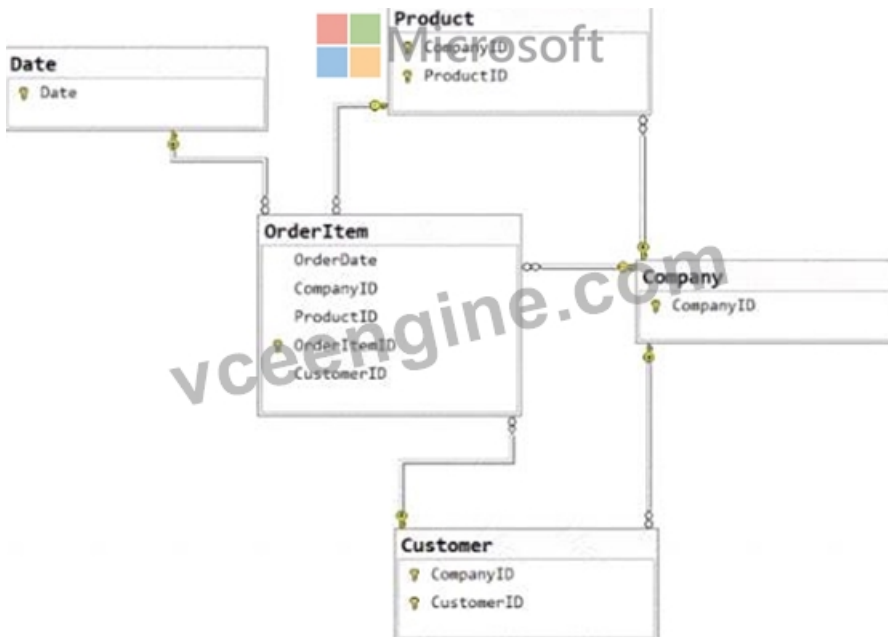 Product
Microsoft
CompanyID
ProductID
Date
Date
OrderItem
OrderDate
CompanyID
ProductID
OrderItemID
CustomerID
Company
CompanyID
vceengine.com
Customer
CompanyID
CustomerID